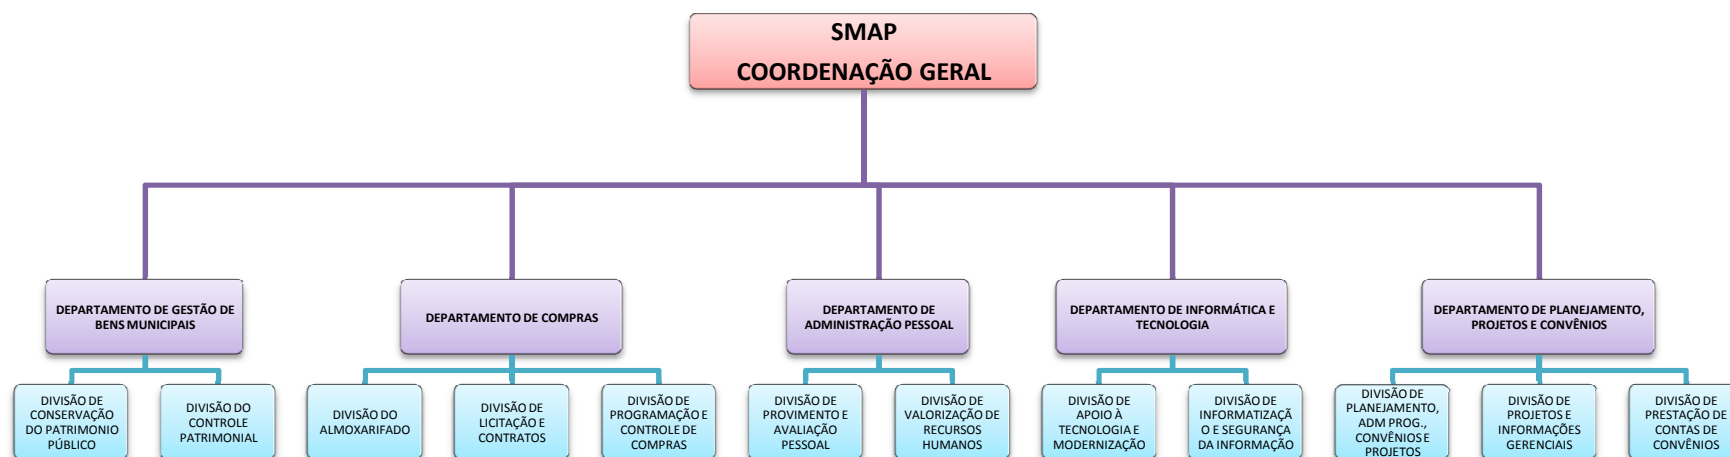 SMAP
COORDENAÇÃO GERAL
DEPARTAMENTO DE GESTÃO DE
BENS MUNICIPAIS
DEPARTAMENTO DE COMPRAS
DEPARTAMENTO DE
ADMINISTRAÇÃO PESSOAL
DEPARTAMENTO DE INFORMÁTICA E
TECNOLOGIA
DEPARTAMENTO DE PLANEJAMENTO,
PROJETOS E CONVÊNIOS
DIVISÃO DE
CONSERVAÇÃO
DO PATRIMONIO
PÚBLICO
DIVISÃO DO
CONTROLE
PATRIMONIAL
DIVISÃO DO
ALMOXARIFADO
DIVISÃO DE
LICITAÇÃO E
CONTRATOS
DIVISÃO DE
PROGRAMAÇÃO E
CONTROLE DE
COMPRAS
DIVISÃO DE
PROVIMENTO E
AVALIAÇÃO
PESSOAL
DIVISÃO DE
VALORIZAÇÃO DE
RECURSOS
HUMANOS
DIVISÃO DE
APOIO À
TECNOLOGIA E
MODERNIZAÇÃO
DIVISÃO DE
INFORMATIZAÇÃ
O E SEGURANÇA
DA INFORMAÇÃO
DIVISÃO DE
PLANEJAMENTO,
ADM PROG.,
CONVÊNIOS E
PROJETOS
DIVISÃO DE
PROJETOS E
INFORMAÇÕES
GERENCIAIS
DIVISÃO DE
PRESTAÇÃO DE
CONTAS DE
CONVÊNIOS